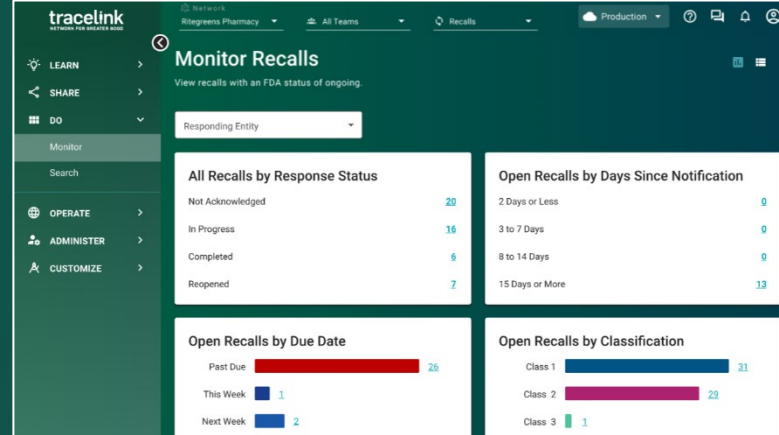 tracelink
NETWORK FOR GREATER GOOD
Network
Ritegreens Pharmacy
All Teams
Recalls
Production
LEARN
SHARE
DO
Monitor
Search
OPERATE
ADMINISTER
CUSTOMIZE
Monitor Recalls
View recalls with an FDA status of ongoing.
Responding Entity
All Recalls by Response Status
Not Acknowledged 20
In Progress 16
Completed 6
Reopened 7
Open Recalls by Days Since Notification
2 Days or Less 0
3 to 7 Days 0
8 to 14 Days 0
15 Days or More 13
Open Recalls by Due Date
Past Due 26
This Week 1
Next Week 2
Open Recalls by Classification
Class 1 31
Class 2 29
Class 3 1